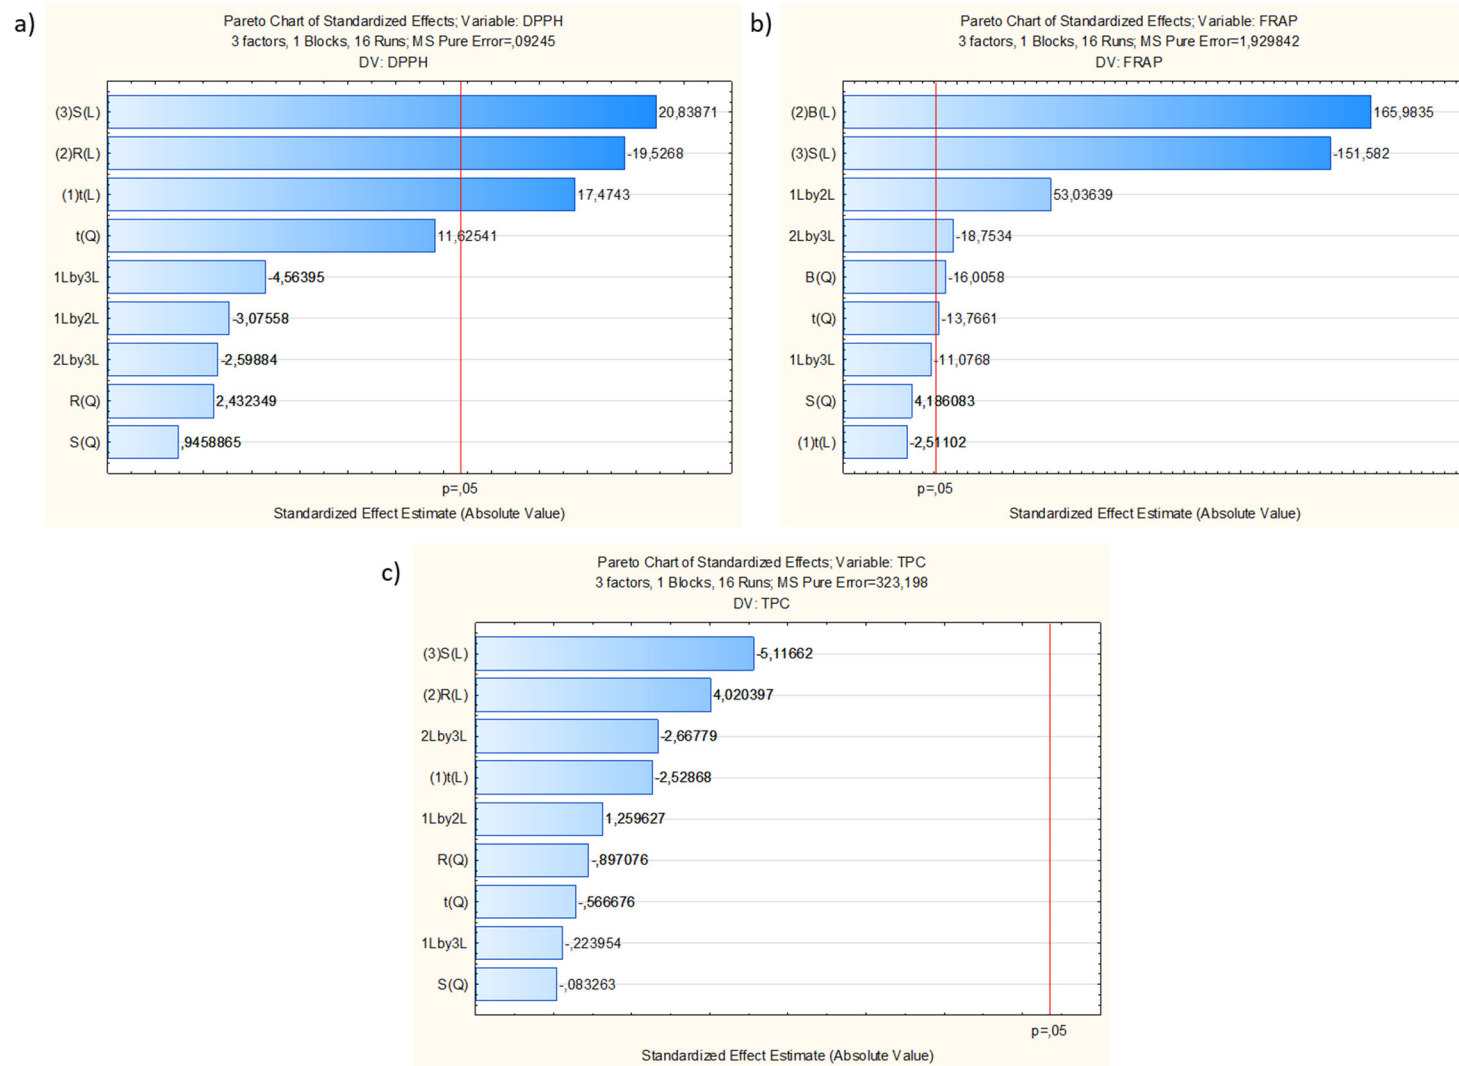 a)
Pareto Chart of Standardized Effects; Variable: DPPH
3 factors, 1 Blocks, 16 Runs; MS Pure Error=,09245
DV: DPPH
(3)S(L) 20,83871
(2)R(L) -19,5268
(1)t(L) 17,4743
t(Q) 11,62541
1Lby3L -4,56395
1Lby2L -3,07558
2Lby3L -2,59884
R(Q) 2,432349
S(Q) ,9458865
p=,05
Standardized Effect Estimate (Absolute Value)
b)
Pareto Chart of Standardized Effects; Variable: FRAP
3 factors, 1 Blocks, 16 Runs; MS Pure Error=1,929842
DV: FRAP
(2)B(L) 165,9835
(3)S(L) -151,582
1Lby2L 53,03639
2Lby3L -18,7534
B(Q) -16,0058
t(Q) -13,7661
1Lby3L -11,0768
S(Q) 4,186083
(1)t(L) -2,51102
p=,05
Standardized Effect Estimate (Absolute Value)
c)
Pareto Chart of Standardized Effects; Variable: TPC
3 factors, 1 Blocks, 16 Runs; MS Pure Error=323,198
DV: TPC
(3)S(L) -5,11662
(2)R(L) 4,020397
2Lby3L -2,66779
(1)t(L) -2,52868
1Lby2L 1,259627
R(Q) -,897076
t(Q) -,566676
1Lby3L -,223954
S(Q) -,083263
p=,05
Standardized Effect Estimate (Absolute Value)